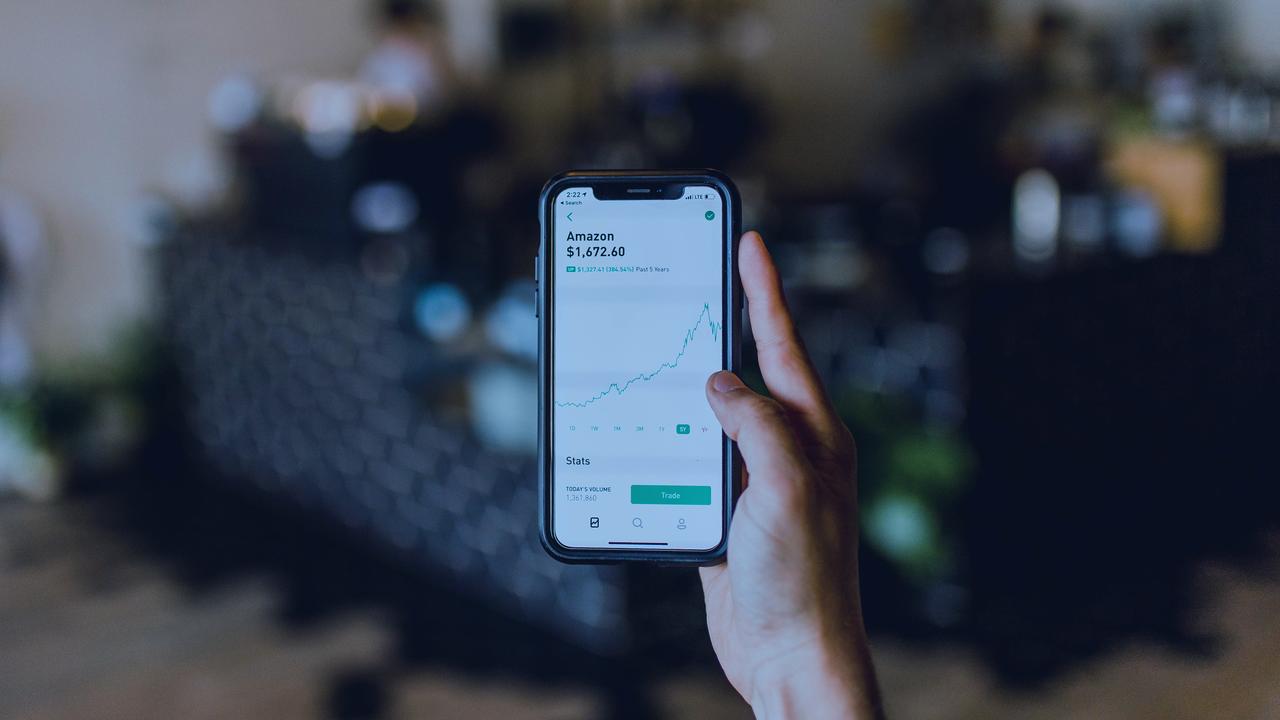 2:22
Search
LTE
Amazon
$1,672.60
UP $1,327.41 (384.54%) Past 5 Years
1D 1W 1M 3M 1Y 5Y
Stats
TODAY'S VOLUME
1,361,860
Trade